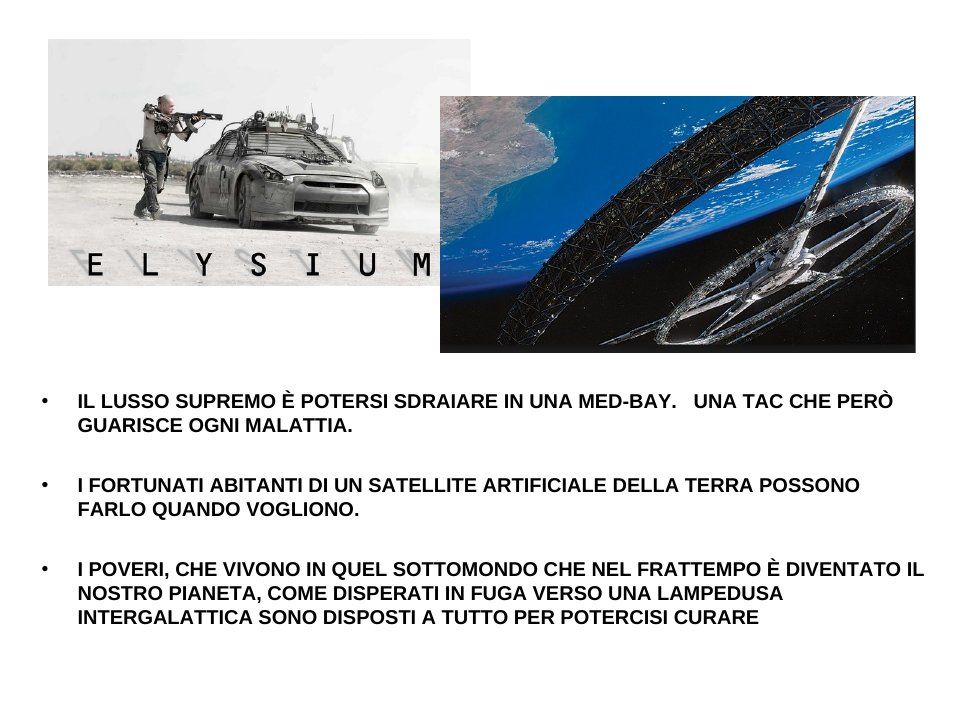 E L Y S I U M
• IL LUSSO SUPREMO È POTERSI SDRAIARE IN UNA MED-BAY.   UNA TAC CHE PERÒ
GUARISCE OGNI MALATTIA.
• I FORTUNATI ABITANTI DI UN SATELLITE ARTIFICIALE DELLA TERRA POSSONO
FARLO QUANDO VOGLIONO.
• I POVERI, CHE VIVONO IN QUEL SOTTOMONDO CHE NEL FRATTEMPO È DIVENTATO IL
NOSTRO PIANETA, COME DISPERATI IN FUGA VERSO UNA LAMPEDUSA
INTERGALATTICA SONO DISPOSTI A TUTTO PER POTERCISI CURARE